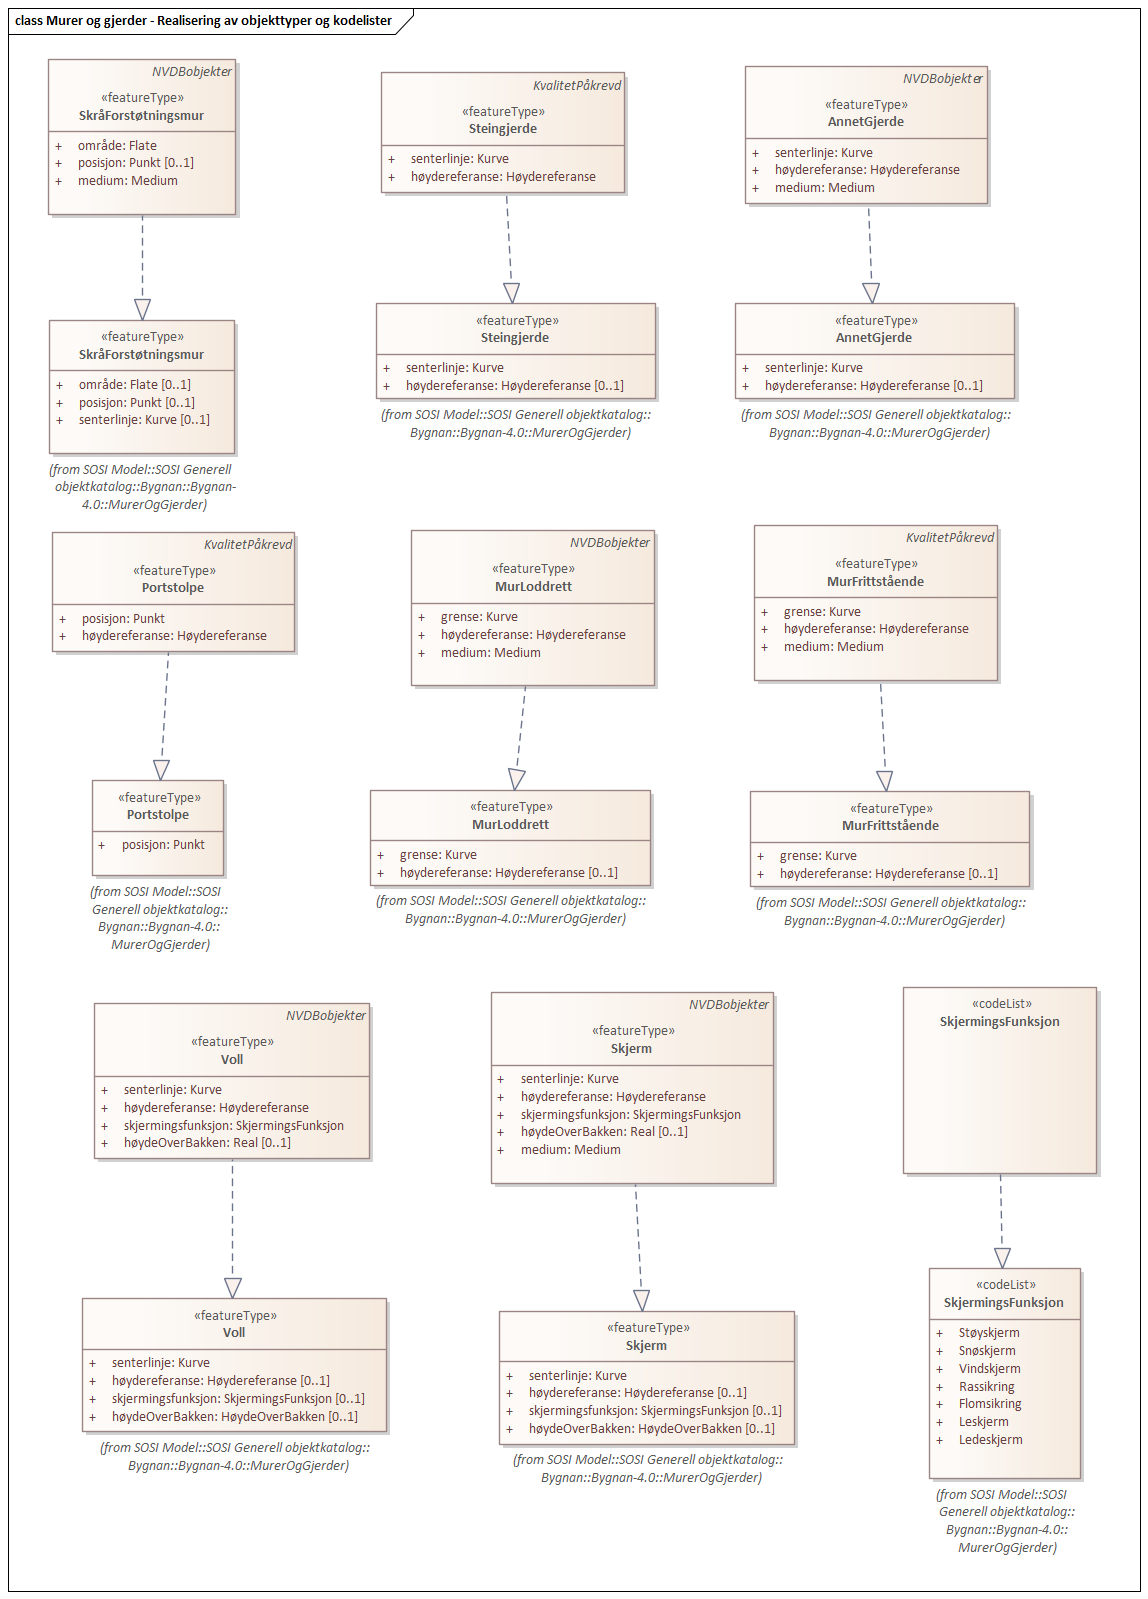 class Murer og gjerder - Realisering av objekttyper og kodelister
NVDBobjekter
«featureType»
SkråForstøtningsmur
+ område: Flate
+ posisjon: Punkt [0..1]
+ medium: Medium
KvalitetPåkrevd
«featureType»
Steingjerde
+ senterlinje: Kurve
+ høydereferanse: Høydereferanse
NVDBobjekter
«featureType»
AnnetGjerde
+ senterlinje: Kurve
+ høydereferanse: Høydereferanse
+ medium: Medium
«featureType»
SkråForstøtningsmur
+ område: Flate [0..1]
+ posisjon: Punkt [0..1]
+ senterlinje: Kurve [0..1]
(from SOSI Model::SOSI Generell
objektkatalog::Bygnan::Bygnan-
4.0::MurerOgGjerder)
«featureType»
Steingjerde
+ senterlinje: Kurve
+ høydereferanse: Høydereferanse [0..1]
(from SOSI Model::SOSI Generell objektkatalog::
Bygnan::Bygnan-4.0::MurerOgGjerder)
«featureType»
AnnetGjerde
+ senterlinje: Kurve
+ høydereferanse: Høydereferanse [0..1]
(from SOSI Model::SOSI Generell objektkatalog::
Bygnan::Bygnan-4.0::MurerOgGjerder)
KvalitetPåkrevd
«featureType»
Portstolpe
+ posisjon: Punkt
+ høydereferanse: Høydereferanse
NVDBobjekter
«featureType»
MurLoddrett
+ grense: Kurve
+ høydereferanse: Høydereferanse
+ medium: Medium
KvalitetPåkrevd
«featureType»
MurFrittstående
+ grense: Kurve
+ høydereferanse: Høydereferanse
+ medium: Medium
«featureType»
Portstolpe
+ posisjon: Punkt
(from SOSI Model::SOSI
Generell objektkatalog::
Bygnan::Bygnan-4.0::
MurerOgGjerder)
«featureType»
MurLoddrett
+ grense: Kurve
+ høydereferanse: Høydereferanse [0..1]
(from SOSI Model::SOSI Generell objektkatalog::
Bygnan::Bygnan-4.0::MurerOgGjerder)
«featureType»
MurFrittstående
+ grense: Kurve
+ høydereferanse: Høydereferanse [0..1]
(from SOSI Model::SOSI Generell objektkatalog::
Bygnan::Bygnan-4.0::MurerOgGjerder)
NVDBobjekter
«featureType»
Voll
+ senterlinje: Kurve
+ høydereferanse: Høydereferanse
+ skjermingsfunksjon: SkjermingsFunksjon
+ høydeOverBakken: Real [0..1]
NVDBobjekter
«featureType»
Skjerm
+ senterlinje: Kurve
+ høydereferanse: Høydereferanse
+ skjermingsfunksjon: SkjermingsFunksjon
+ høydeOverBakken: Real [0..1]
+ medium: Medium
«codeList»
SkjermingsFunksjon
«featureType»
Voll
+ senterlinje: Kurve
+ høydereferanse: Høydereferanse [0..1]
+ skjermingsfunksjon: SkjermingsFunksjon [0..1]
+ høydeOverBakken: HøydeOverBakken [0..1]
(from SOSI Model::SOSI Generell objektkatalog::
Bygnan::Bygnan-4.0::MurerOgGjerder)
«featureType»
Skjerm
+ senterlinje: Kurve
+ høydereferanse: Høydereferanse [0..1]
+ skjermingsfunksjon: SkjermingsFunksjon [0..1]
+ høydeOverBakken: HøydeOverBakken [0..1]
(from SOSI Model::SOSI Generell objektkatalog::
Bygnan::Bygnan-4.0::MurerOgGjerder)
«codeList»
SkjermingsFunksjon
+ Støyskjerm
+ Snøskjerm
+ Vindskjerm
+ Rassikring
+ Flomsikring
+ Leskjerm
+ Ledeskjerm
(from SOSI Model::SOSI
Generell objektkatalog::
Bygnan::Bygnan-4.0::
MurerOgGjerder)